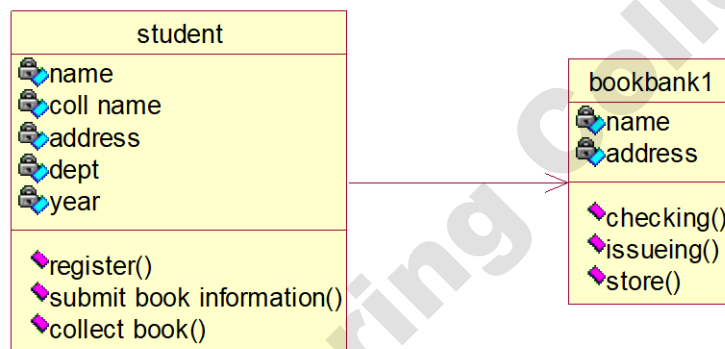 student
name
coll name
address
dept
year
register()
submit book information()
collect book()
bookbank1
name
address
checking()
issueing()
store()